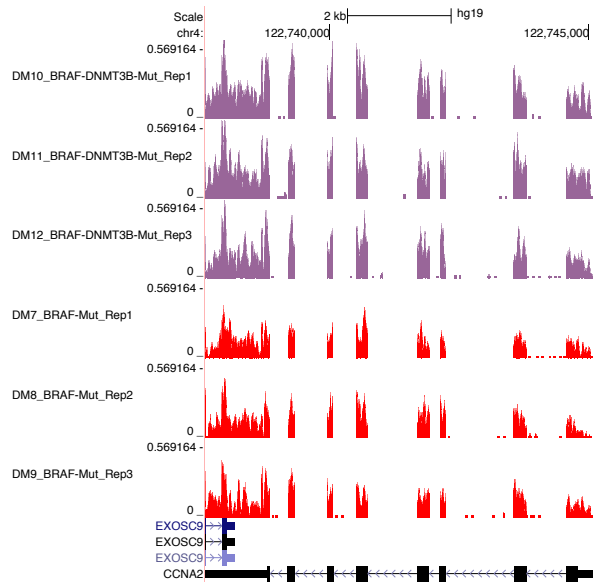 Scale 2 kb hg19
chr4: 122,740,000 122,745,000
0.569164 -
DM10_BRAF-DNMT3B-Mut_Rep1
0 _
0.569164 -
DM11_BRAF-DNMT3B-Mut_Rep2
0 _
0.569164 -
DM12_BRAF-DNMT3B-Mut_Rep3
0 _
0.569164 -
DM7_BRAF-Mut_Rep1
0 _
0.569164 -
DM8_BRAF-Mut_Rep2
0 _
0.569164 -
DM9_BRAF-Mut_Rep3
0 _
EXOSC9
EXOSC9
EXOSC9
CCNA2